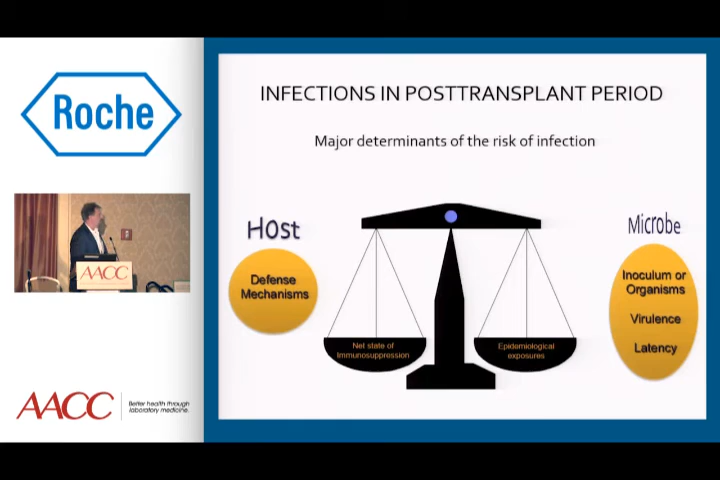 Roche
AACC
AACC
Better health through
laboratory medicine.
INFECTIONS IN POSTTRANSPLANT PERIOD
Major determinants of the risk of infection
Host
Defense
Mechanisms
Net state of
Immunosuppression
Epidemiological
exposures
Microbe
Inoculum or
Organisms
Virulence
Latency